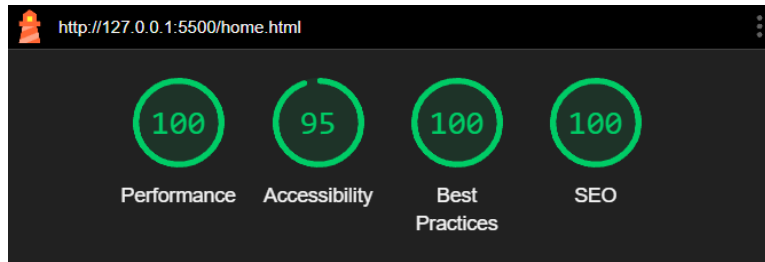 http://127.0.0.1:5500/home.html
100
95
100
100
Performance
Accessibility
Best
Practices
SEO